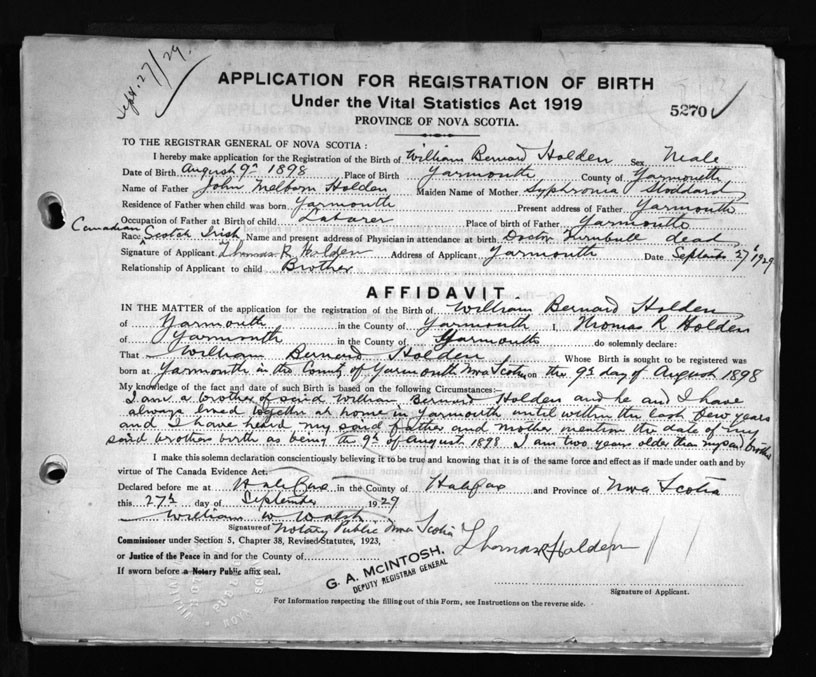 Sept. 27/29.
APPLICATION FOR REGISTRATION OF BIRTH
Under the Vital Statistics Act 1919
5270
PROVINCE OF NOVA SCOTIA.
TO THE REGISTRAR GENERAL OF NOVA SCOTIA:
I hereby make application for the Registration of the Birth of William Bernard Holden Sex Male
Date of Birth August 9th 1898 Place of Birth Yarmouth County of Yarmouth
Name of Father John Melborn Holden Maiden Name of Mother Syphronia Stoddard
Residence of Father when child was born Yarmouth Present address of Father Yarmouth
Occupation of Father at Birth of child Labarer Place of birth of Father Yarmouth
Canadian
Race Scotch Irish Name and present address of Physician in attendance at birth Doctor Turnbull dead
Signature of Applicant Thomas R Holden Address of Applicant Yarmouth Date September 27th 1929
Relationship of Applicant to child Brother
AFFIDAVIT.
IN THE MATTER of the application for the registration of the Birth of William Bernard Holden
of Yarmouth in the County of Yarmouth I, Thomas R Holden
of Yarmouth in the County of Yarmouth do solemnly declare:
That William Bernard Holden Whose Birth is sought to be registered was
born at Yarmouth in the County of Yarmouth Nova Scotia on the 9th day of August 1898
My knowledge of the fact and date of such Birth is based on the following Circumstances:—
I am a brother of said William Bernard Holden and he and I have
always lived together at home in Yarmouth until within the last few years
and I have heard my said father and mother mention the date of my
said brothers birth as being the 9th of August 1898. I am two years older than my said brother
I make this solemn declaration conscientiously believing it to be true and knowing that it is of the same force and effect as if made under oath and by
virtue of The Canada Evidence Act.
Declared before me at Halifax in the County of Halifax and Province of Nova Scotia
this 27th day of September 1929
William W Walsh
Signature of Notary Public Nova Scotia
Commissioner under Section 5, Chapter 38, Revised Statutes, 1923,
or Justice of the Peace in and for the County of
If sworn before a Notary Public affix seal.
G. A. McINTOSH,
DEPUTY REGISTRAR GENERAL
Thomas R Holden
Signature of Applicant.
For Information respecting the filling out of this Form, see Instructions on the reverse side.